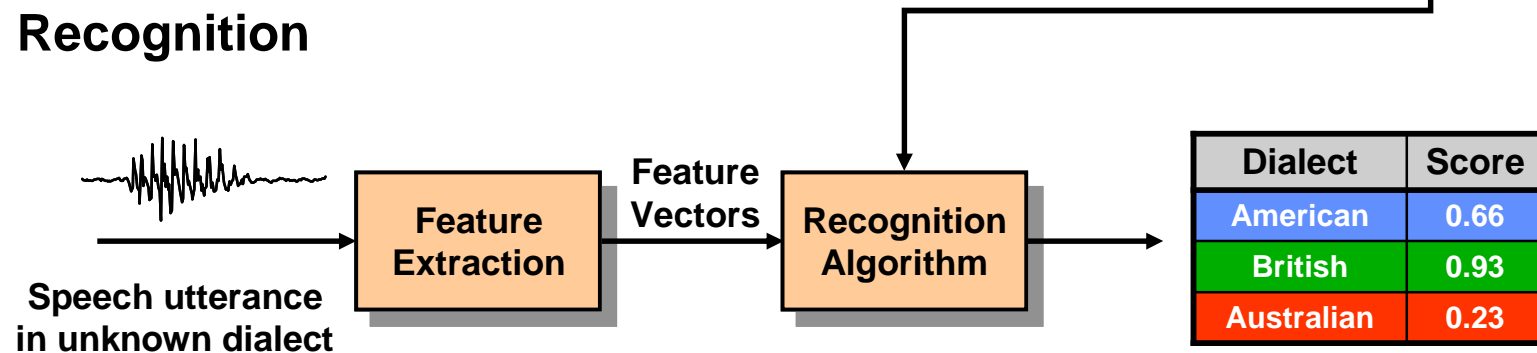 Recognition
Speech utterance
in unknown dialect
Feature
Extraction
Feature
Vectors
Recognition
Algorithm
Dialect Score
American 0.66
British 0.93
Australian 0.23